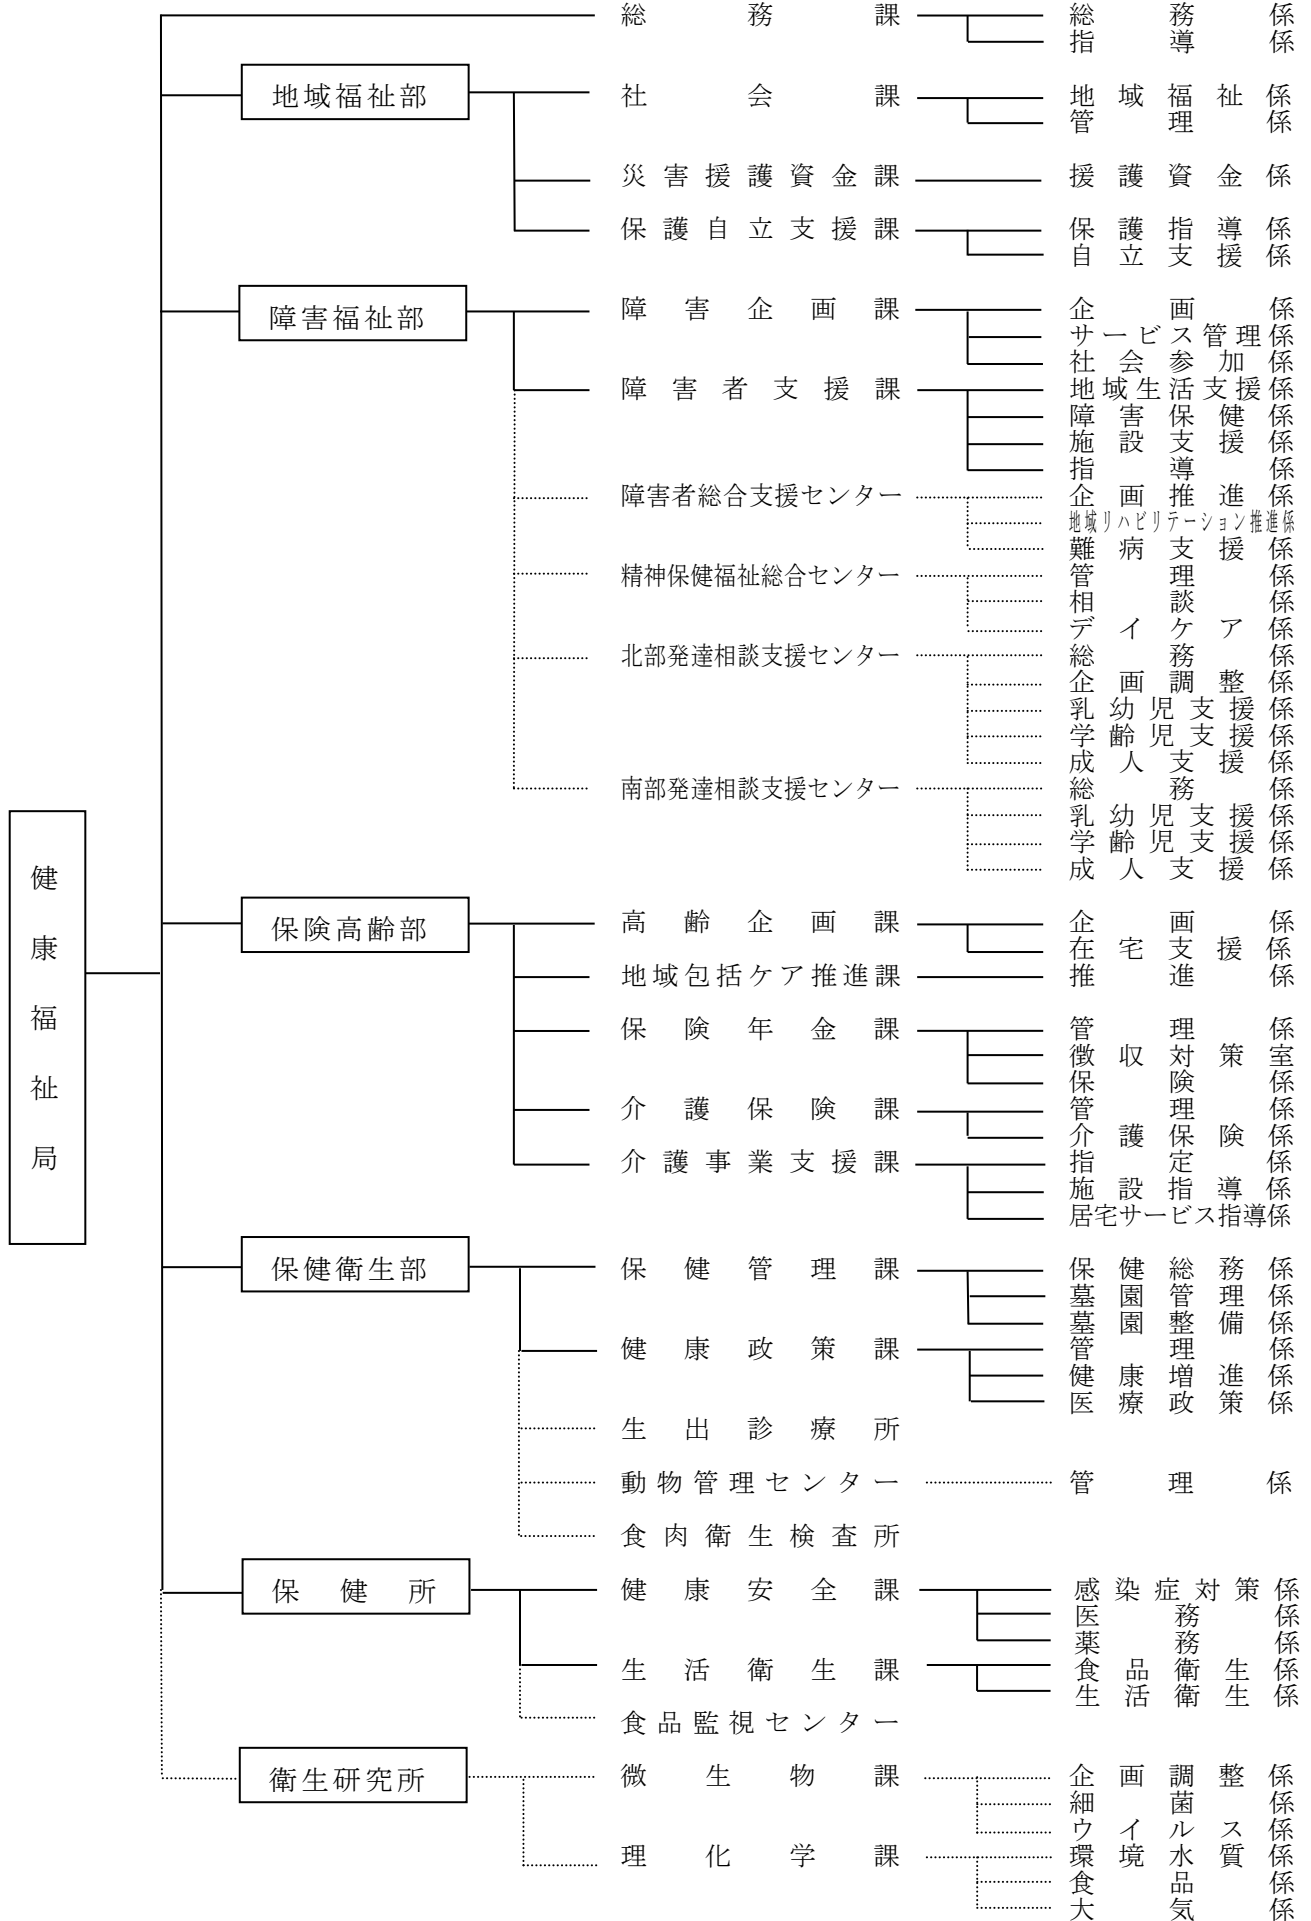 総務課 総務係
指導係
地域福祉部 社会課 地域福祉係
管理係
災害援護資金課 援護資金係
保護自立支援課 保護指導係
自立支援係
障害福祉部 障害企画課 企画係
サービス管理係
社会参加係
障害者支援課 地域生活支援係
障害保健係
施設支援係
指導係
障害者総合支援センター 企画推進係
地域リハビリテーション推進係
難病支援係
精神保健福祉総合センター 管理係
相談係
デイケア係
北部発達相談支援センター 総務係
企画調整係
乳幼児支援係
学齢児支援係
成人支援係
南部発達相談支援センター 総務係
乳幼児支援係
学齢児支援係
成人支援係
健康福祉局
保険高齢部 高齢企画課 企画係
在宅支援係
地域包括ケア推進課 推進係
保険年金課 管理係
徴収対策室
保険係
介護保険課 管理係
介護保険係
介護事業支援課 指定係
施設指導係
居宅サービス指導係
保健衛生部 保健管理課 保健総務係
墓園管理係
墓園整備係
健康政策課 管理係
健康増進係
医療政策係
生出診療所
動物管理センター 管理係
食肉衛生検査所
保健所 健康安全課 感染症対策係
医務係
薬務係
生活衛生課 食品衛生係
生活衛生係
食品監視センター
衛生研究所 微生物課 企画調整係
細菌係
ウイルス係
理化学課 環境水質係
食品係
大気係